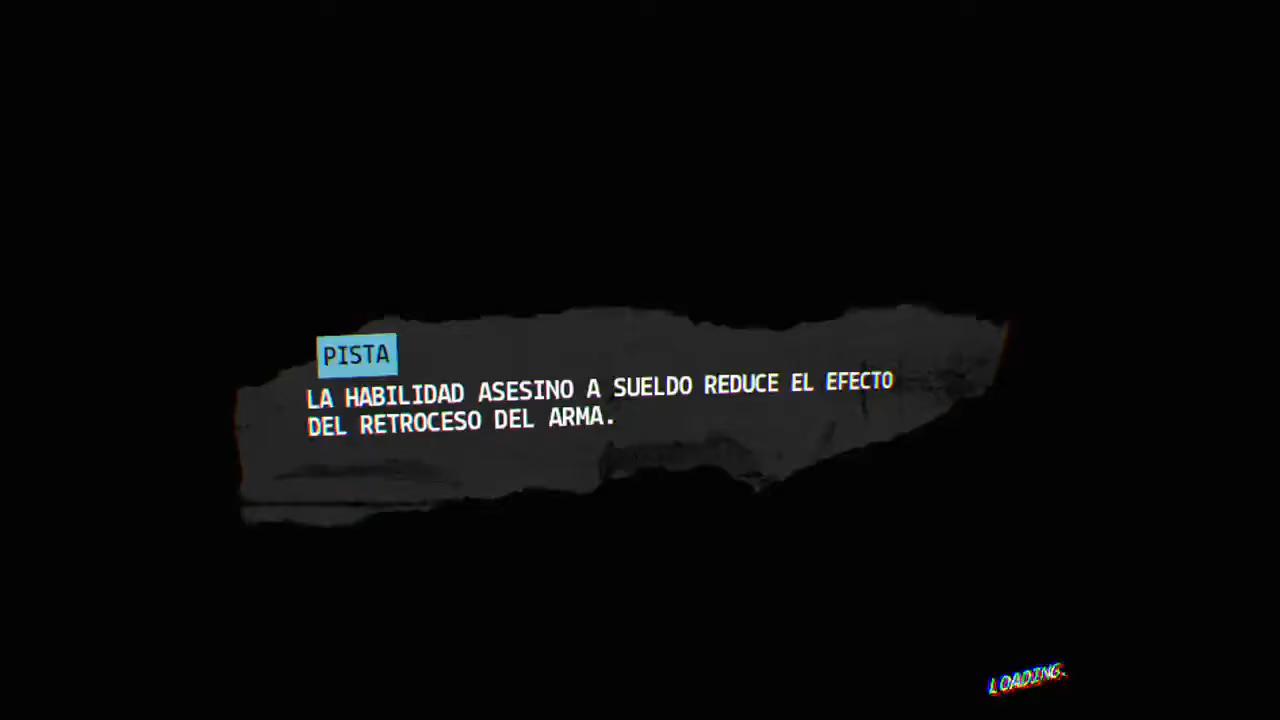 PISTA
LA HABILIDAD ASESINO A SUELDO REDUCE EL EFECTO
DEL RETROCESO DEL ARMA.
LOADING.